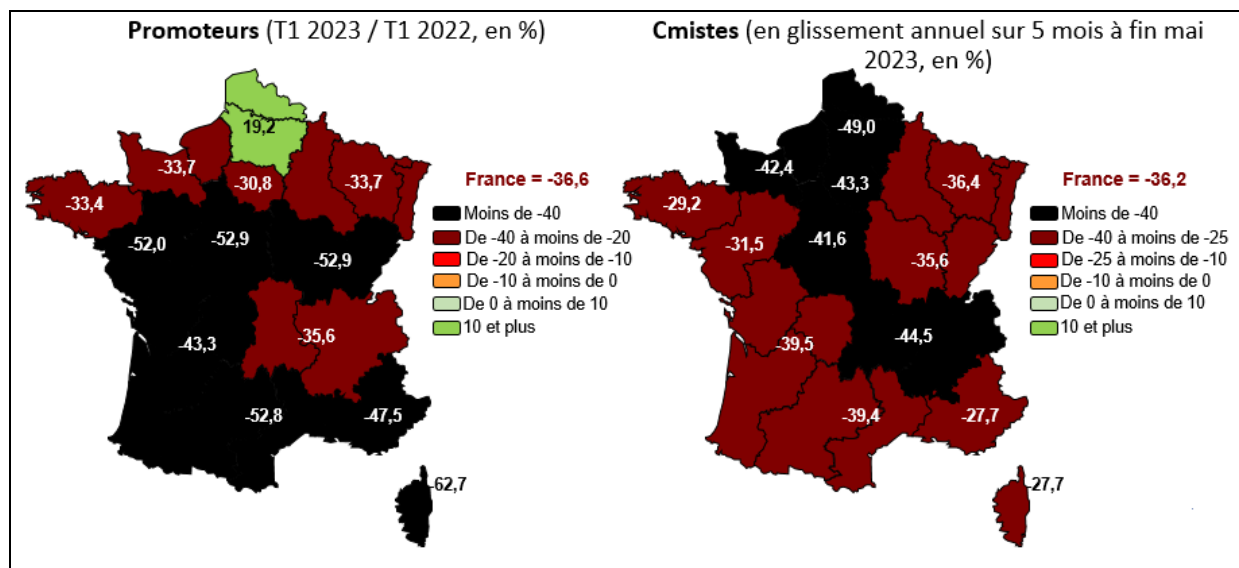 Promoteurs (T1 2023 / T1 2022, en %)
19,2
-33,7
-30,8
-33,7
-33,4
-52,0
-52,9
-52,9
-43,3
-35,6
-52,8
-47,5
-62,7
France = -36,6
Moins de -40
De -40 à moins de -20
De -20 à moins de -10
De -10 à moins de 0
De 0 à moins de 10
10 et plus
Cmistes (en glissement annuel sur 5 mois à fin mai
2023, en %)
-49,0
-42,4
-43,3
-36,4
-29,2
-31,5
-41,6
-35,6
-44,5
-39,5
-39,4
-27,7
-27,7
France = -36,2
Moins de -40
De -40 à moins de -25
De -25 à moins de -10
De -10 à moins de 0
De 0 à moins de 10
10 et plus